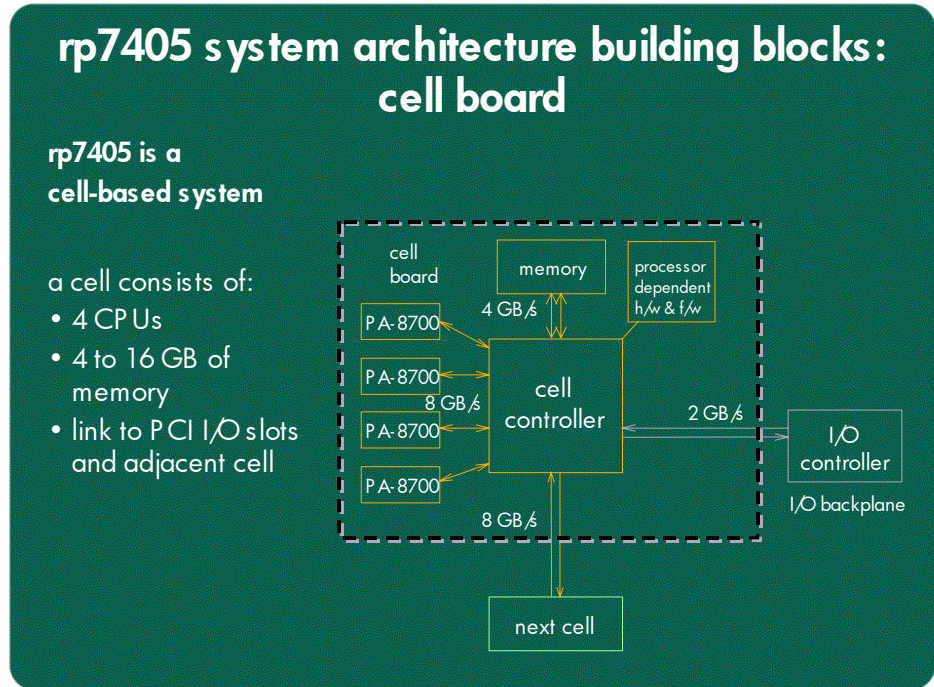 rp7405 system architecture building blocks:
cell board
rp7405 is a
cell-based system
a cell consists of:
• 4 CPUs
• 4 to 16 GB of
memory
• link to PCI I/O slots
and adjacent cell
cell
board
memory
processor
dependent
h/w & f/w
4 GB/s
PA-8700
PA-8700
8 GB/s
PA-8700
PA-8700
cell
controller
2 GB/s
I/O
controller
I/O backplane
8 GB/s
next cell